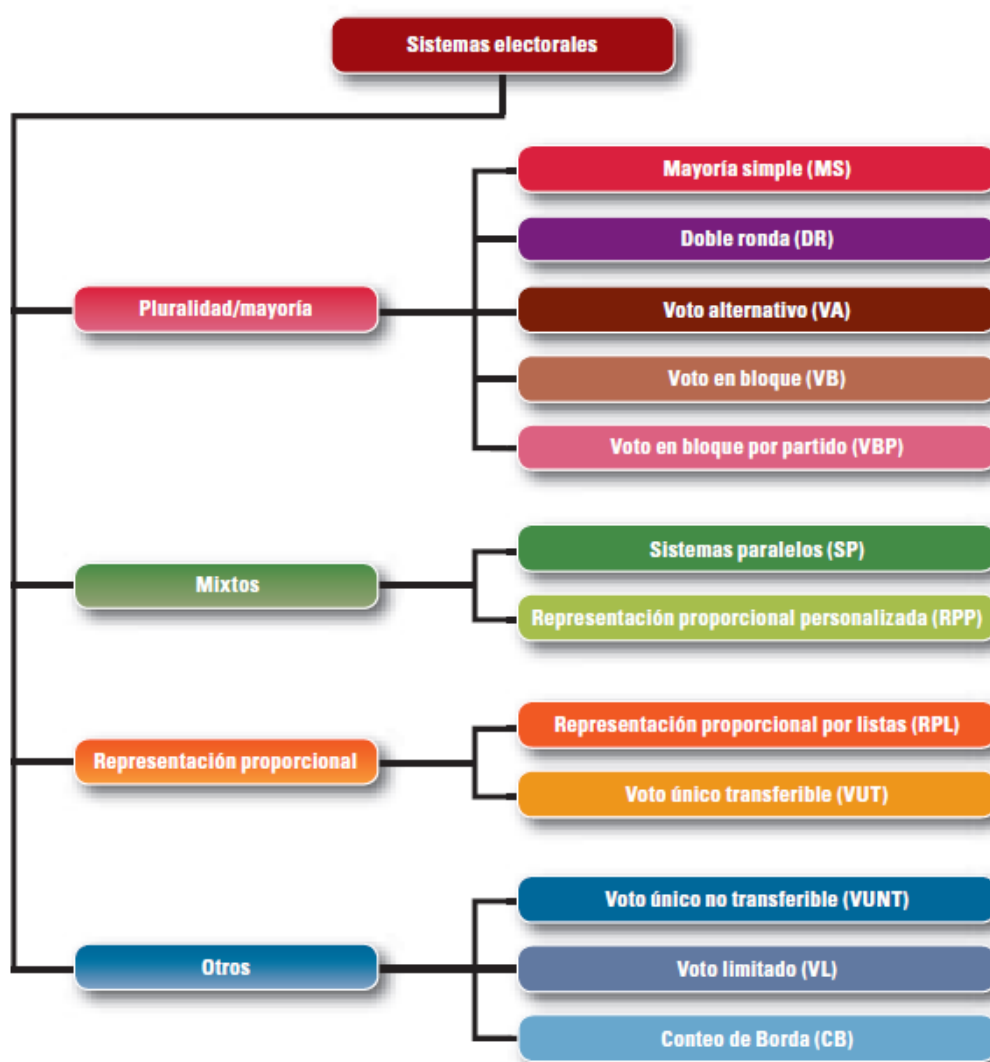 Sistemas electorales
Pluralidad/mayoría
Mayoría simple (MS)
Doble ronda (DR)
Voto alternativo (VA)
Voto en bloque (VB)
Voto en bloque por partido (VBP)
Mixtos
Sistemas paralelos (SP)
Representación proporcional personalizada (RPP)
Representación proporcional
Representación proporcional por listas (RPL)
Voto único transferible (VUT)
Otros
Voto único no transferible (VUNT)
Voto limitado (VL)
Conteo de Borda (CB)